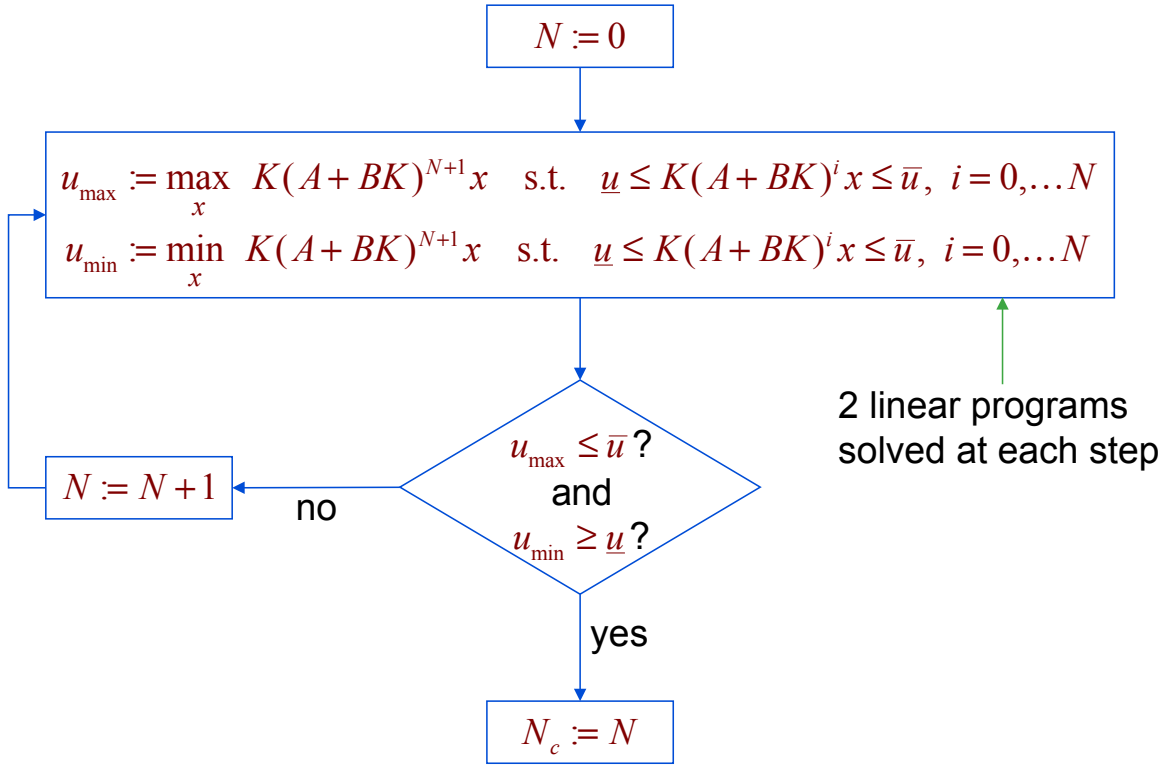 N := 0
u_max := max_x K(A + BK)^{N+1} x s.t. u̲ ≤ K(A + BK)^i x ≤ u̅, i = 0,…N
u_min := min_x K(A + BK)^{N+1} x s.t. u̲ ≤ K(A + BK)^i x ≤ u̅, i = 0,…N
2 linear programs
solved at each step
u_max ≤ u̅ ?
and
u_min ≥ u̲ ?
no
N := N + 1
yes
N_c := N